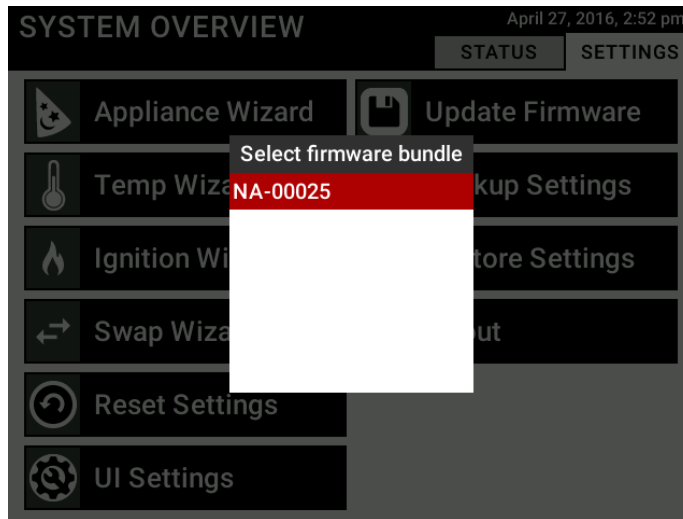 SYSTEM OVERVIEW
April 27, 2016, 2:52 pm
STATUS
SETTINGS
Appliance Wizard
Update Firmware
Select firmware bundle
NA-00025
Temp Wiza
kup Settings
Ignition Wi
tore Settings
Swap Wiza
ut
Reset Settings
UI Settings